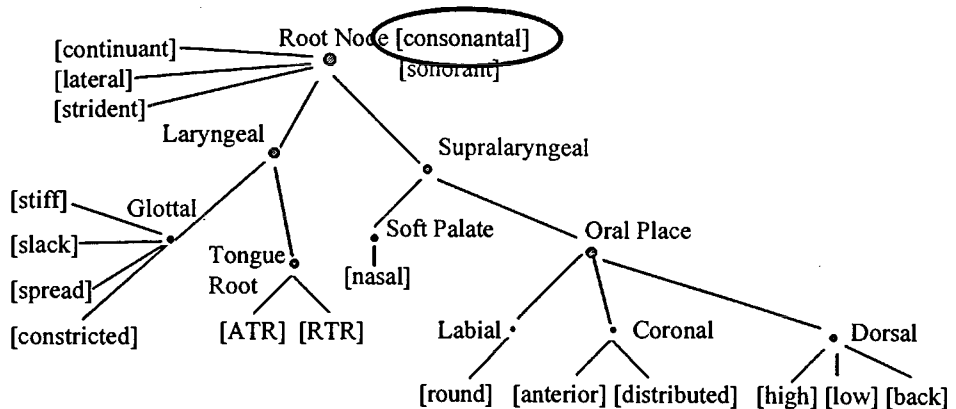 Root Node [consonantal]
[continuant]
[sonorant]
[lateral]
[strident]
Laryngeal
Supralaryngeal
[stiff]
Glottal
[slack]
Soft Palate
Oral Place
Tongue
Root
[nasal]
[spread]
[constricted]
[ATR] [RTR]
Labial
Coronal
Dorsal
[round]
[anterior] [distributed]
[high] [low] [back]